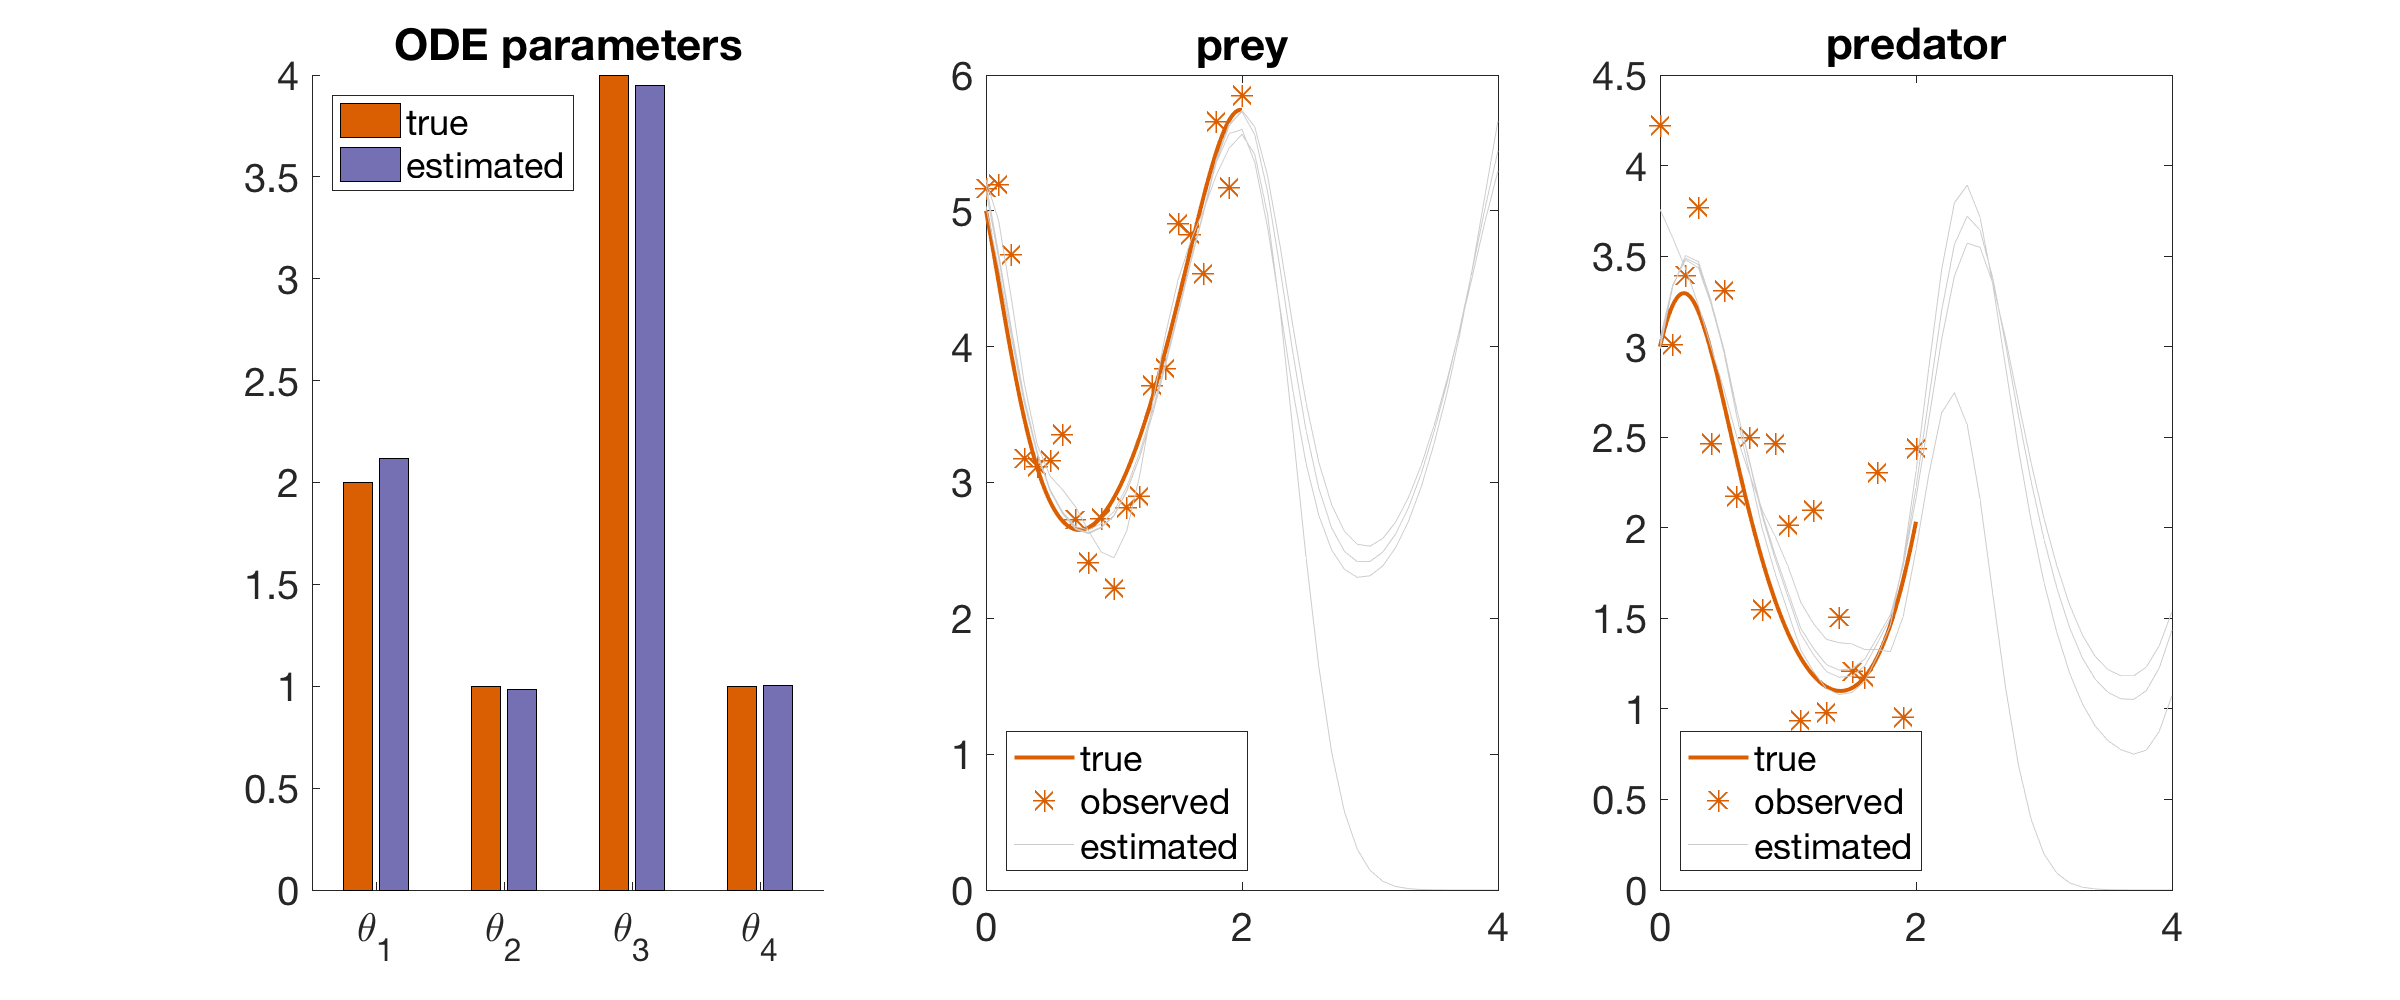 ODE parameters
4
3.5
3
2.5
2
1.5
1
0.5
0
true
estimated
θ1
θ2
θ3
θ4
prey
6
5
4
3
2
1
0
true
observed
estimated
0
2
4
predator
4.5
4
3.5
3
2.5
2
1.5
1
0.5
0
true
observed
estimated
0
2
4